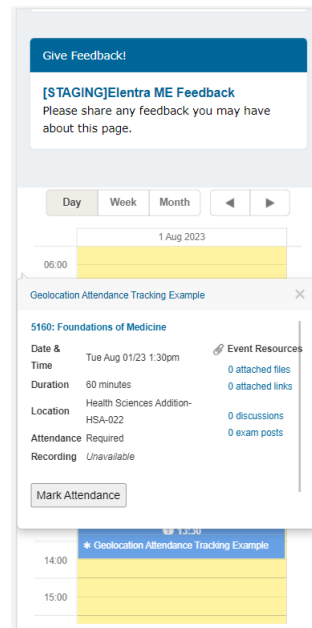 Give Feedback!
[STAGING]Elentra ME Feedback
Please share any feedback you may have
about this page.
Day Week Month ◀ ▶
1 Aug 2023
06:00
Geolocation Attendance Tracking Example ×
5160: Foundations of Medicine
Date & Time Tue Aug 01/23 1:30pm
Duration 60 minutes
Location Health Sciences Addition-
HSA-022
Attendance Required
Recording Unavailable
Event Resources
0 attached files
0 attached links
0 discussions
0 exam posts
Mark Attendance
13:30
* Geolocation Attendance Tracking Example
14:00
15:00